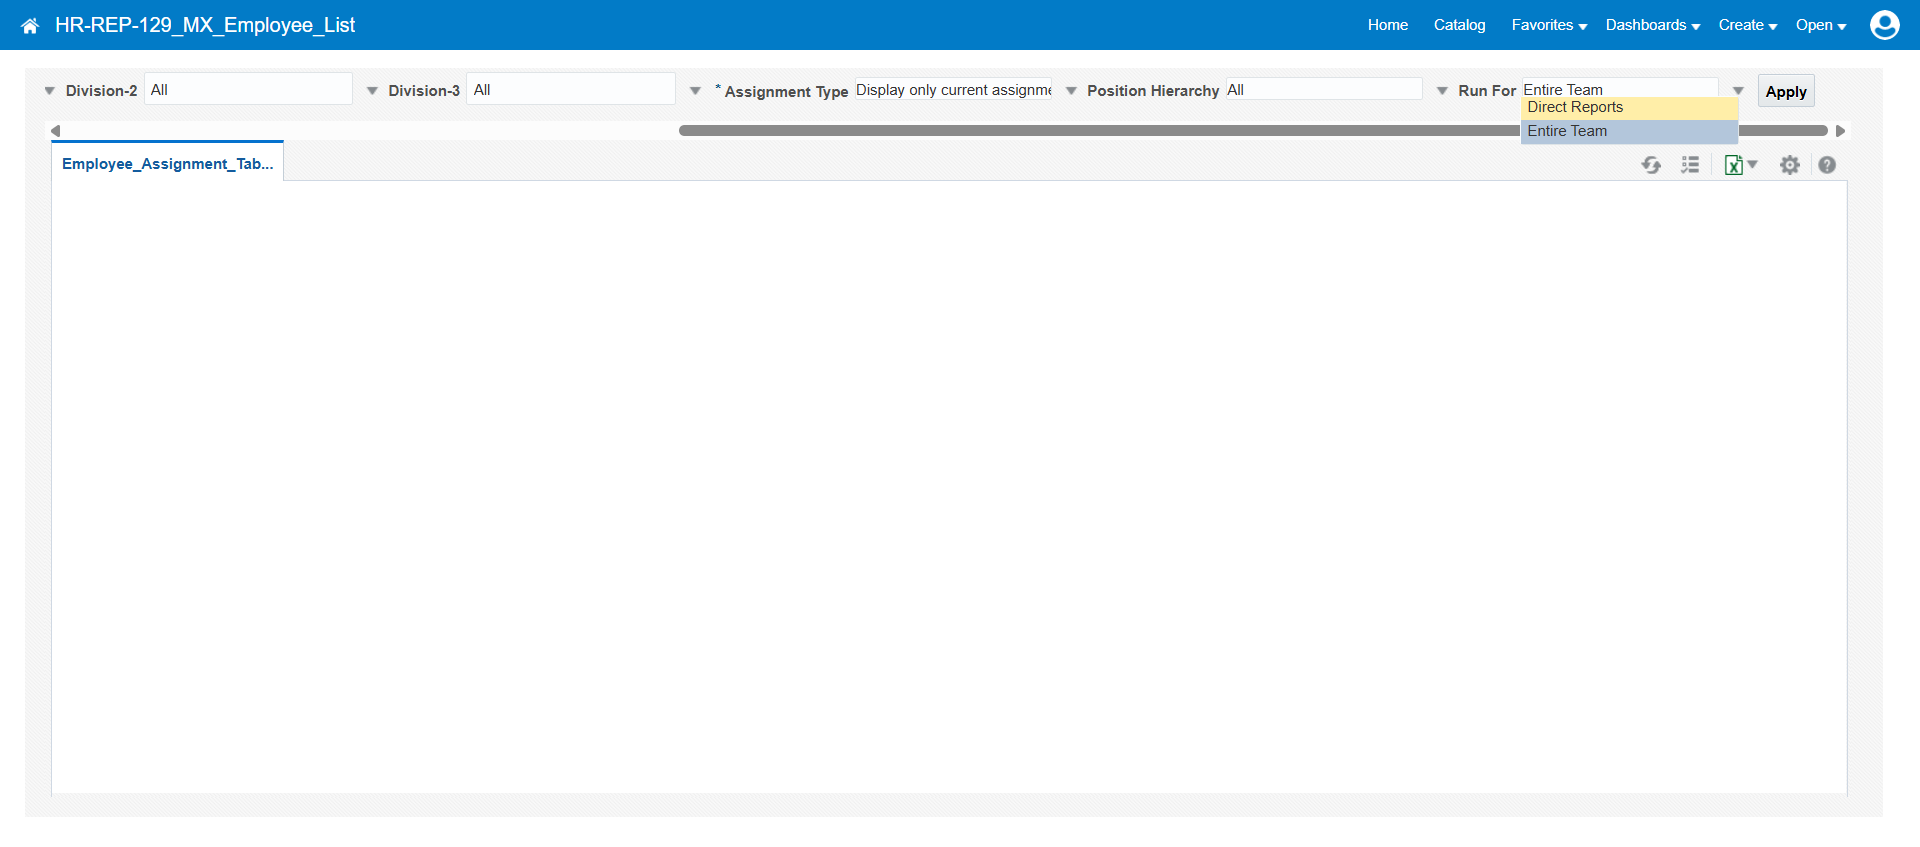 HR-REP-129_MX_Employee_List
Home Catalog Favorites Dashboards Create Open
Division-2 All Division-3 All * Assignment Type Display only current assignme Position Hierarchy All Run For Entire Team Apply
Direct Reports
Entire Team
Employee_Assignment_Tab...